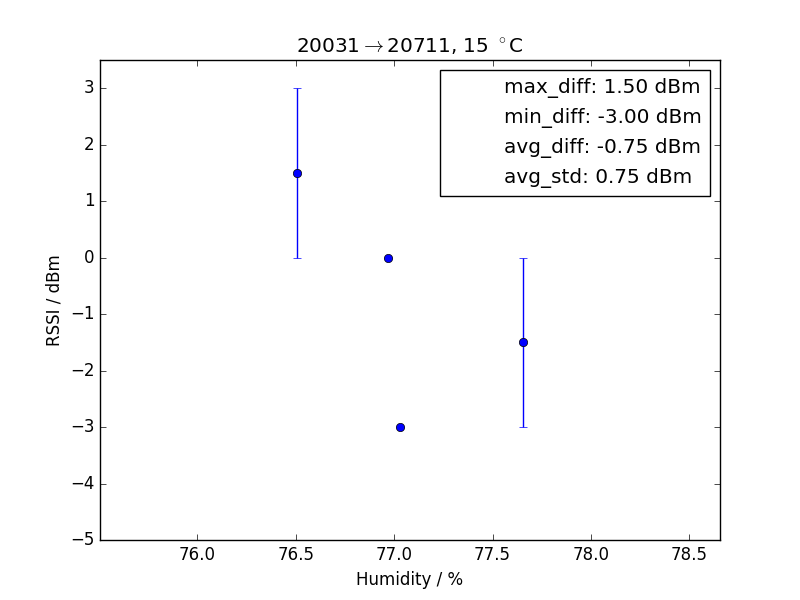 20031→20711, 15 °C
max_diff: 1.50 dBm
min_diff: -3.00 dBm
avg_diff: -0.75 dBm
avg_std: 0.75 dBm
3
2
1
0
−1
−2
−3
−4
−5
RSSI / dBm
76.0 76.5 77.0 77.5 78.0 78.5
Humidity / %